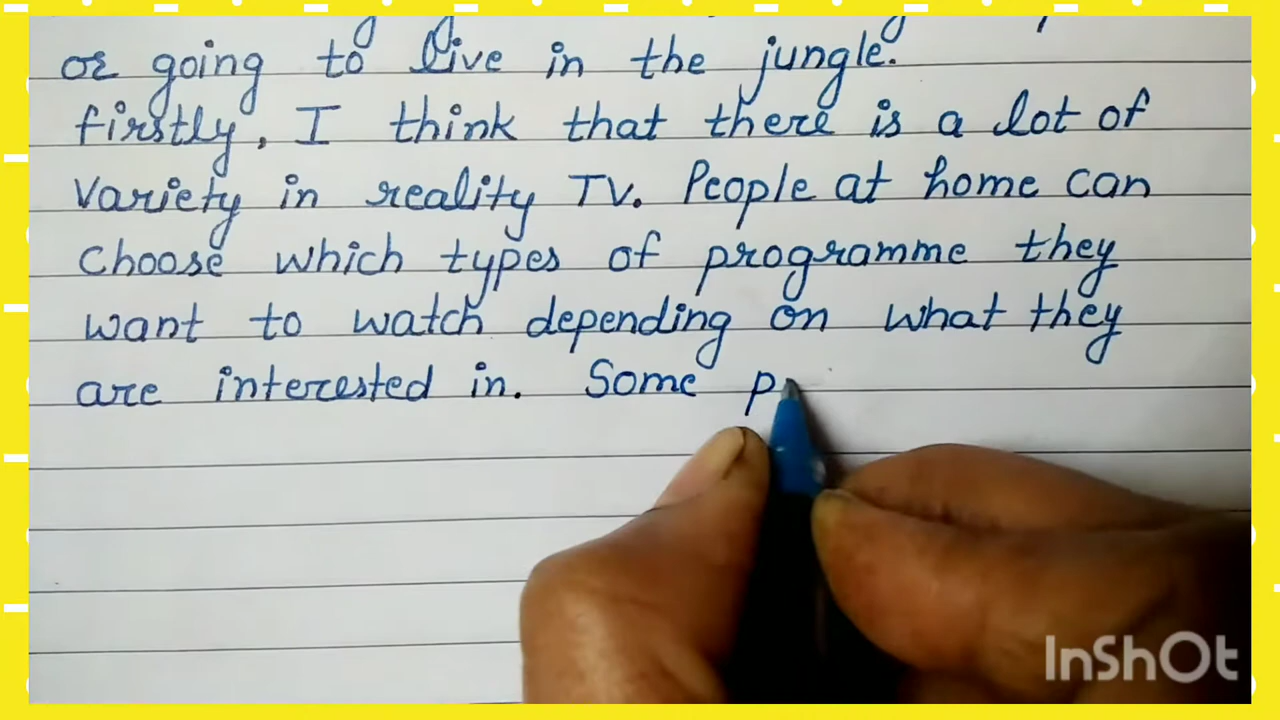 or going to live in the jungle.
firstly, I think that there is a lot of
Variety in reality TV. People at home can
Choose which types of programme they
want to watch depending on what they
are interested in. Some p
InShOt